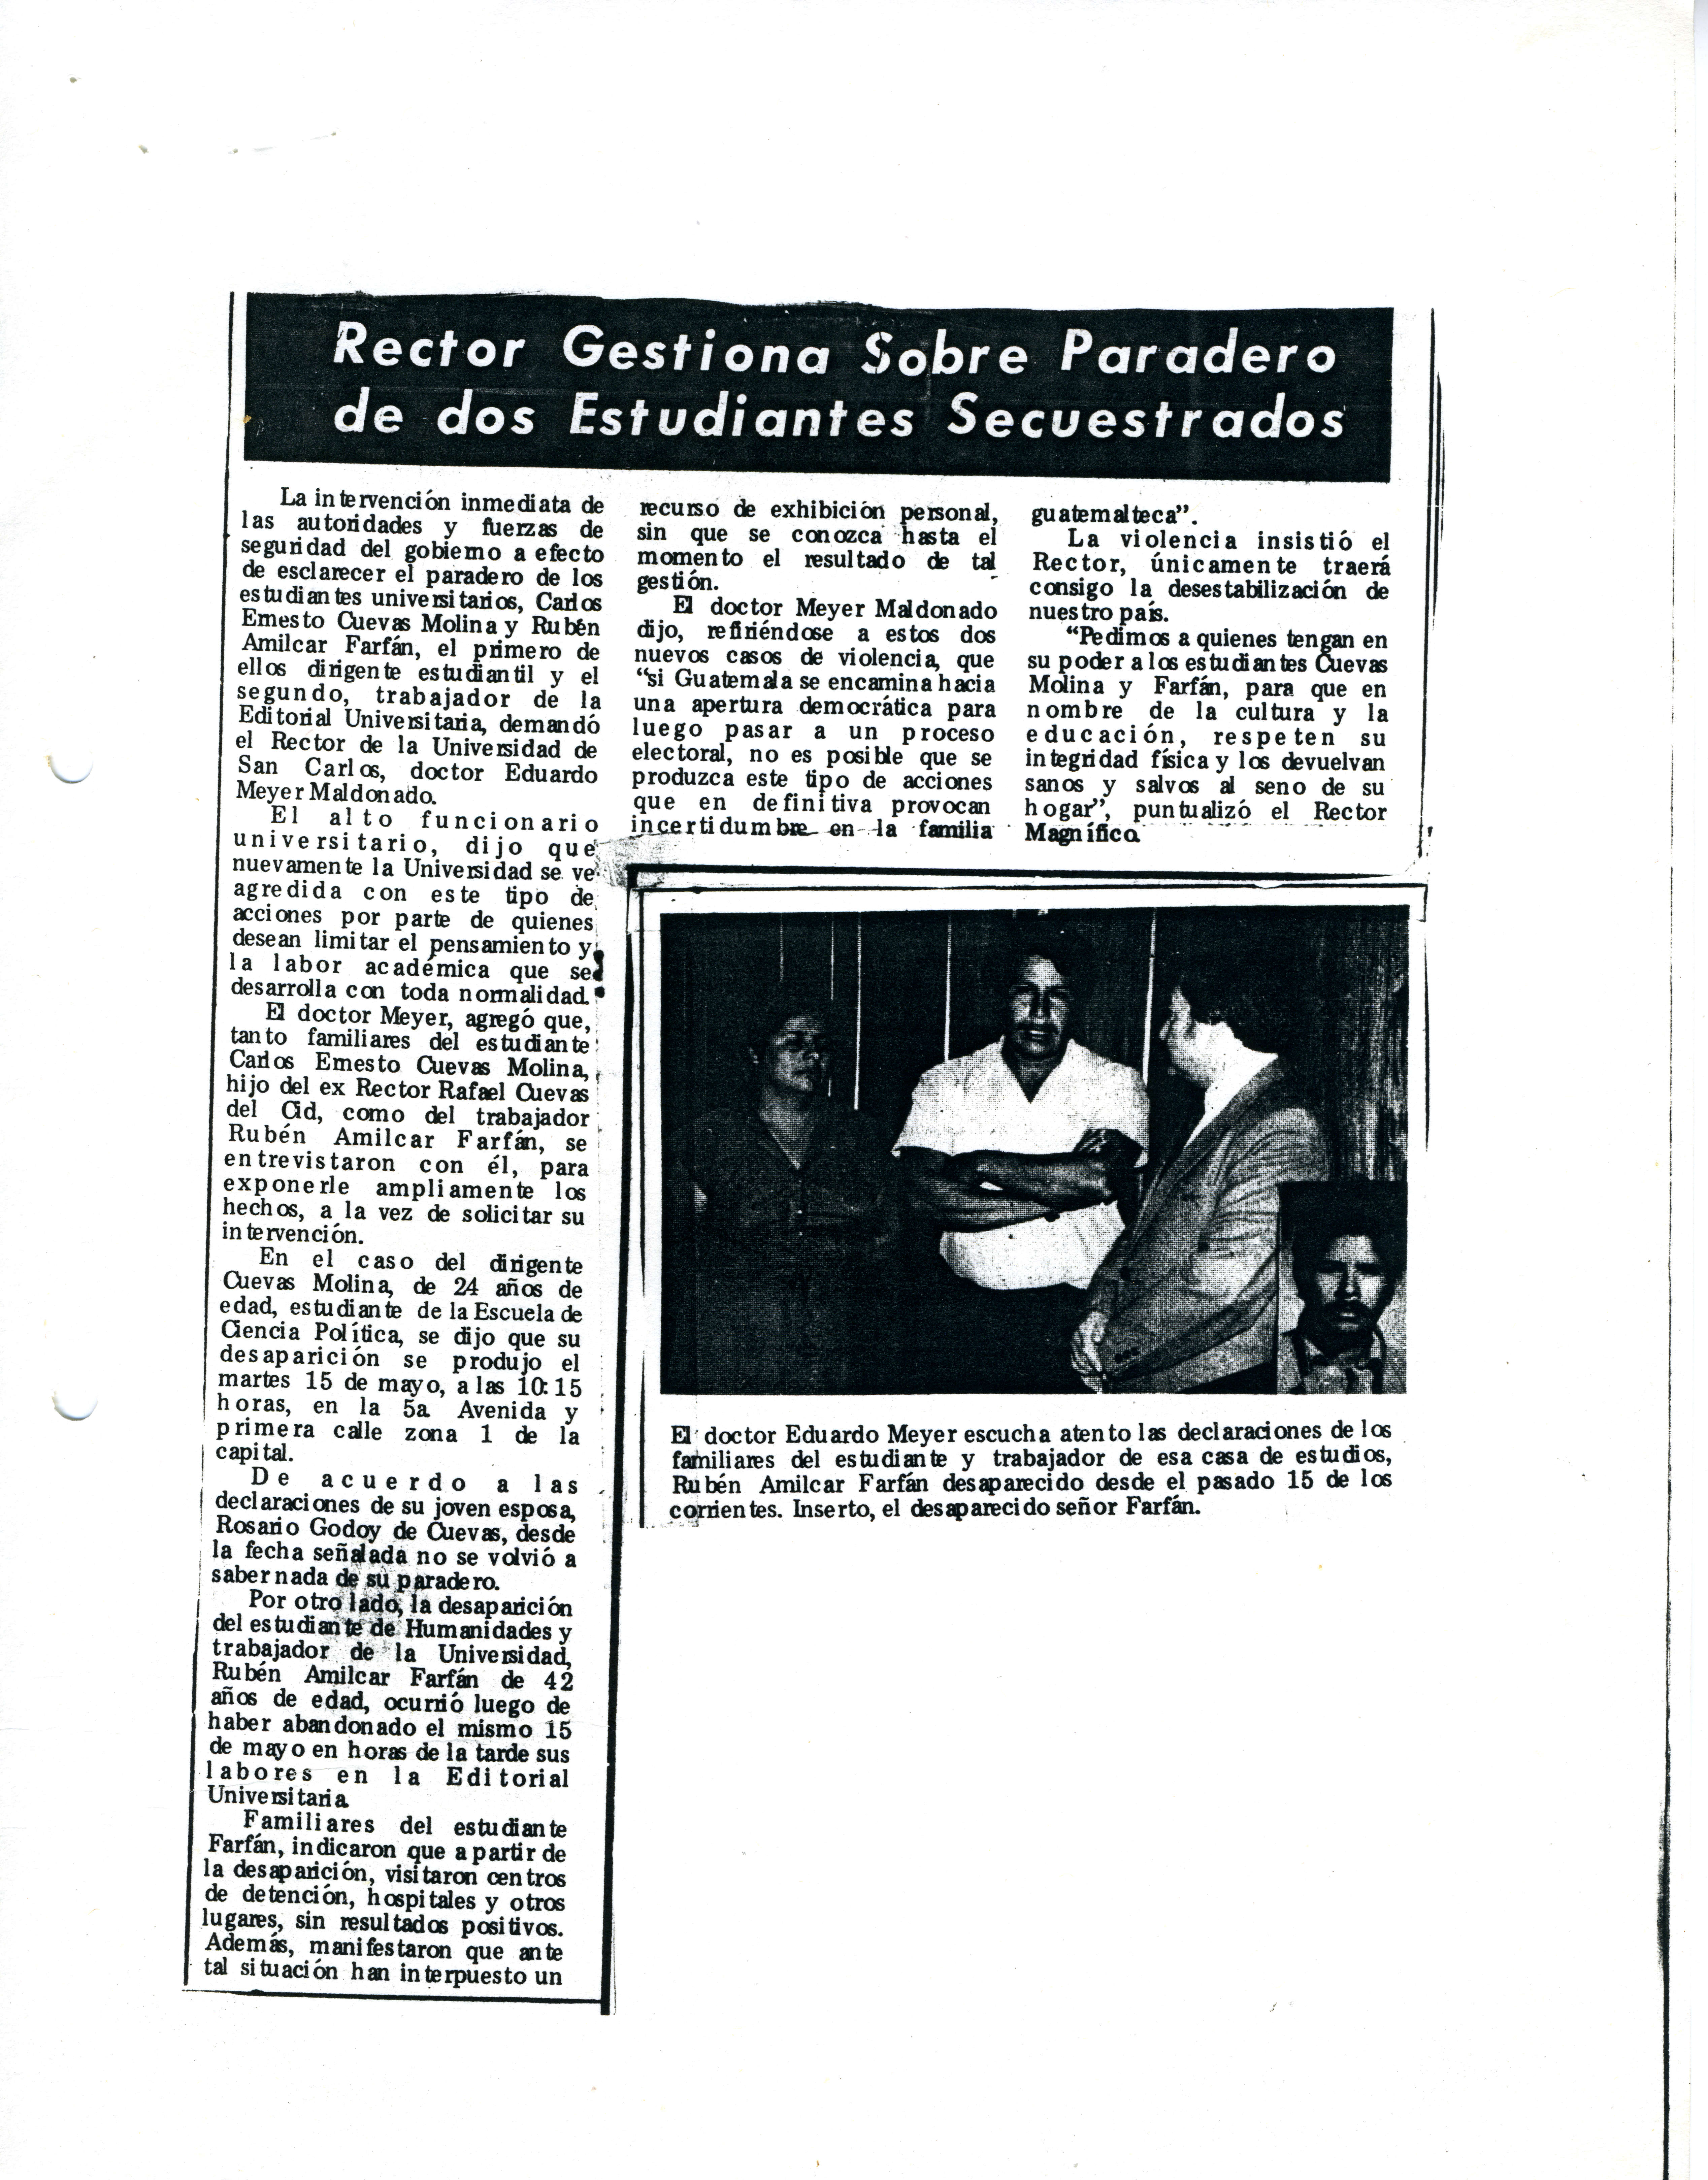 Rector Gestiona Sobre Paradero
de dos Estudiantes Secuestrados
La intervención inmediata de
las autoridades y fuerzas de
seguridad del gobierno a efecto
de esclarecer el paradero de los
estudiantes universitarios, Carlos
Ernesto Cuevas Molina y Rubén
Amilcar Farfán, el primero de
ellos dirigente estudiantil y el
segundo, trabajador de la
Editorial Universitaria, demandó
el Rector de la Universidad de
San Carlos, doctor Eduardo
Meyer Maldonado.
El alto funcionario
universitario, dijo que
nuevamente la Universidad se ve
agredida con este tipo de
acciones por parte de quienes
desean limitar el pensamiento y
la labor académica que se
desarrolla con toda normalidad.
El doctor Meyer, agregó que,
tanto familiares del estudiante
Carlos Ernesto Cuevas Molina,
hijo del ex Rector Rafael Cuevas
del Cid, como del trabajador
Rubén Amilcar Farfán, se
entrevistaron con él, para
exponerle ampliamente los
hechos, a la vez de solicitar su
intervención.
En el caso del dirigente
Cuevas Molina, de 24 años de
edad, estudiante de la Escuela de
Ciencia Política, se dijo que su
desaparición se produjo el
martes 15 de mayo, a las 10:15
horas, en la 5a. Avenida y
primera calle zona 1 de la
capital.
De acuerdo a las
declaraciones de su joven esposa,
Rosario Godoy de Cuevas, desde
la fecha señalada no se volvió a
saber nada de su paradero.
Por otro lado, la desaparición
del estudiante de Humanidades y
trabajador de la Universidad,
Rubén Amilcar Farfán de 42
años de edad, ocurrió luego de
haber abandonado el mismo 15
de mayo en horas de la tarde sus
labores en la Editorial
Universitaria.
Familiares del estudiante
Farfán, indicaron que a partir de
la desaparición, visitaron centros
de detención, hospitales y otros
lugares, sin resultados positivos.
Además, manifestaron que ante
tal situación han interpuesto un
recurso de exhibición personal,
sin que se conozca hasta el
momento el resultado de tal
gestión.
El doctor Meyer Maldonado
dijo, refiriéndose a estos dos
nuevos casos de violencia, que
“si Guatemala se encamina hacia
una apertura democrática para
luego pasar a un proceso
electoral, no es posible que se
produzca este tipo de acciones
que en definitiva provocan
incertidumbre en la familia
guatemalteca”.
La violencia insistió el
Rector, únicamente traerá
consigo la desestabilización de
nuestro país.
“Pedimos a quienes tengan en
su poder a los estudiantes Cuevas
Molina y Farfán, para que en
nombre de la cultura y la
educación, respeten su
integridad física y los devuelvan
sanos y salvos al seno de su
hogar”, puntualizó el Rector
Magnífico.
El doctor Eduardo Meyer escucha atento las declaraciones de los
familiares del estudiante y trabajador de esa casa de estudios,
Rubén Amilcar Farfán desaparecido desde el pasado 15 de los
corrientes. Inserto, el desaparecido señor Farfán.